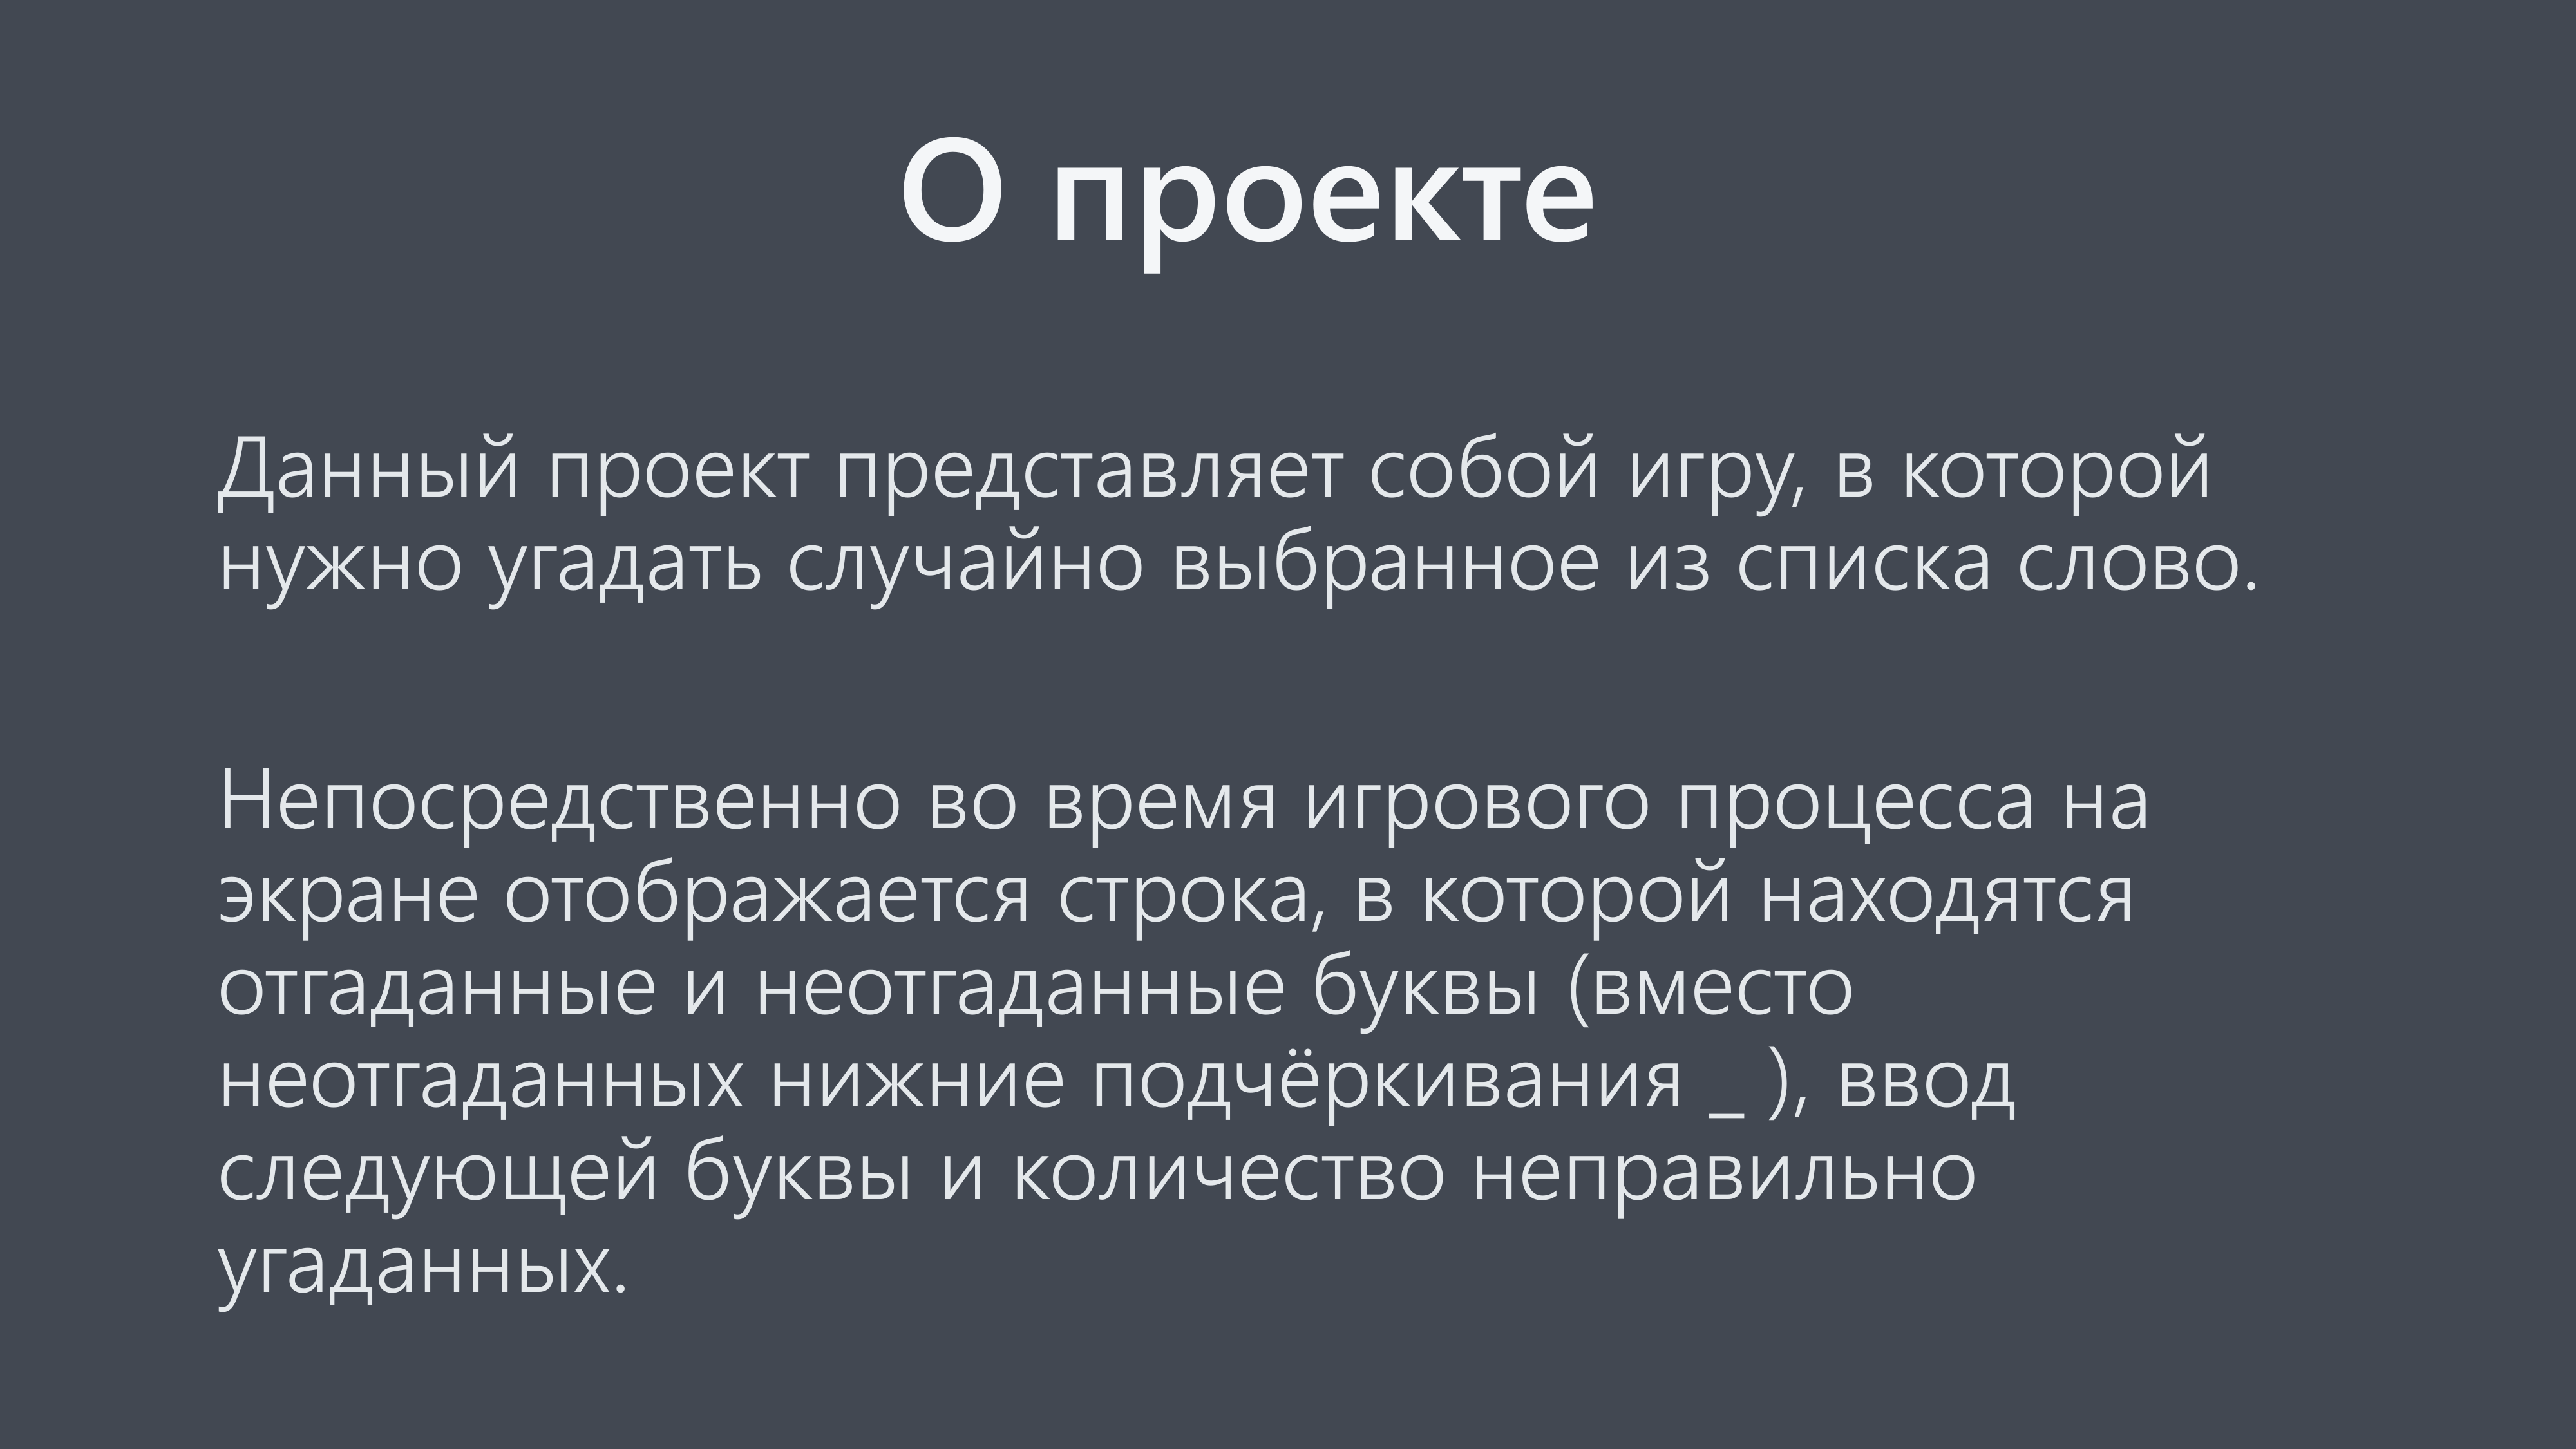 О проекте
Данный проект представляет собой игру, в которой
нужно угадать случайно выбранное из списка слово.
Непосредственно во время игрового процесса на
экране отображается строка, в которой находятся
отгаданные и неотгаданные буквы (вместо
неотгаданных нижние подчёркивания _ ), ввод
следующей буквы и количество неправильно
угаданных.